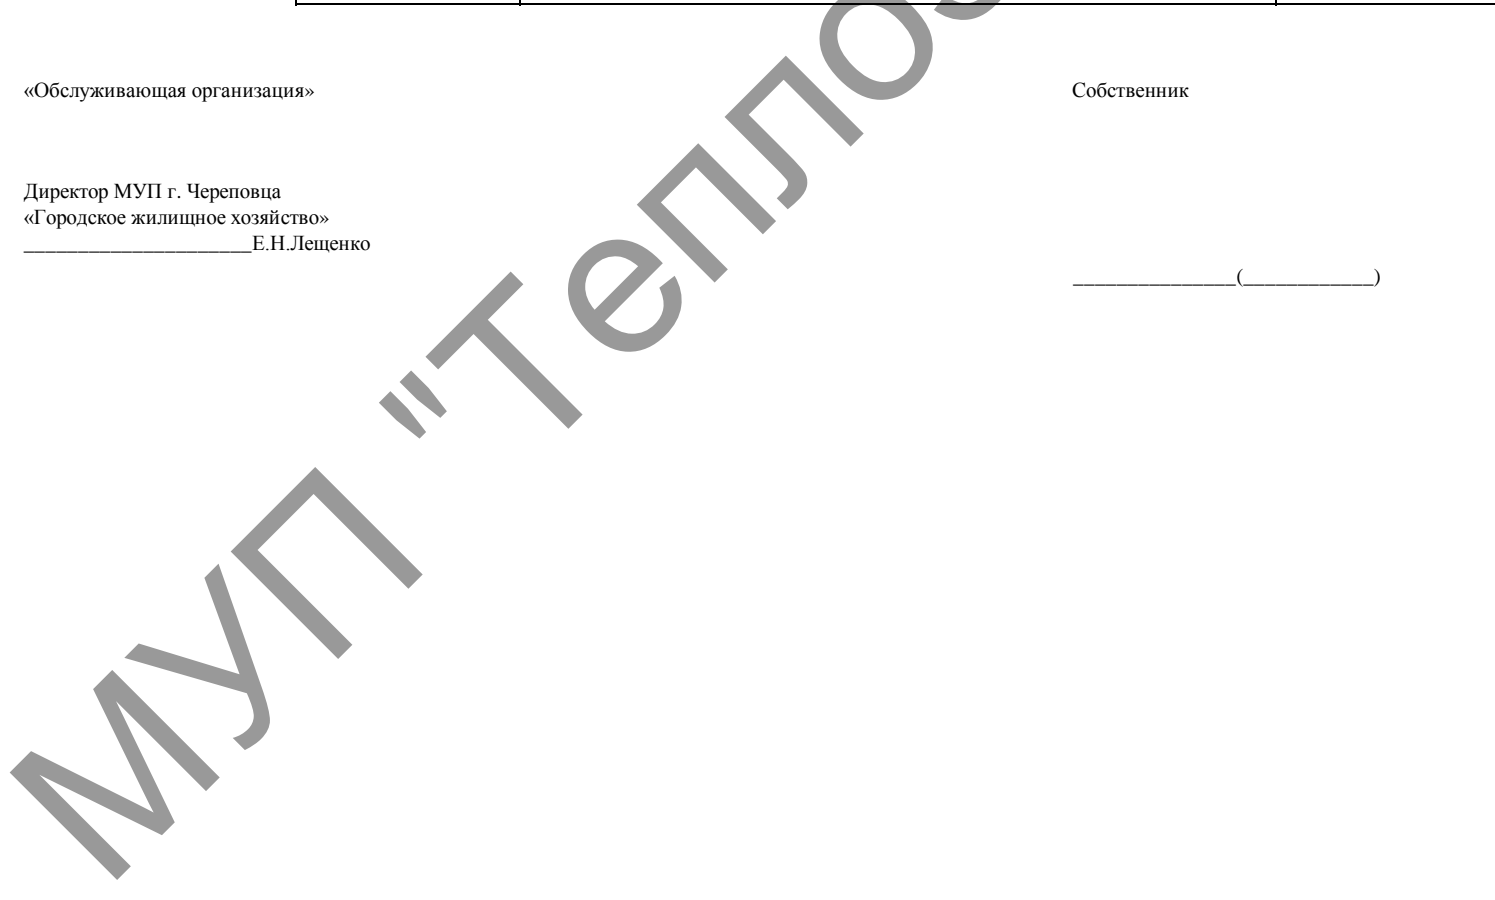 «Обслуживающая организация»
Собственник
Директор МУП г. Череповца
«Городское жилищное хозяйство»
_____________________Е.Н.Лещенко
_______________(____________)
МУП "Тепло